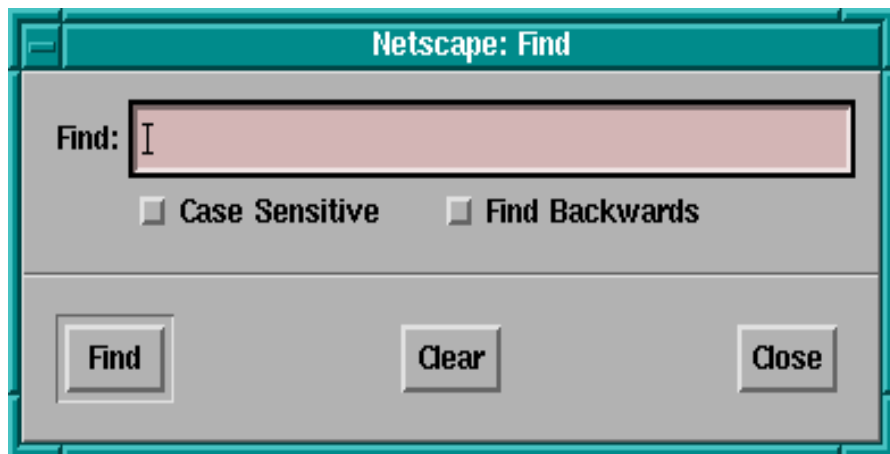 Netscape: Find
Find:
Case Sensitive Find Backwards
Find Clear Close